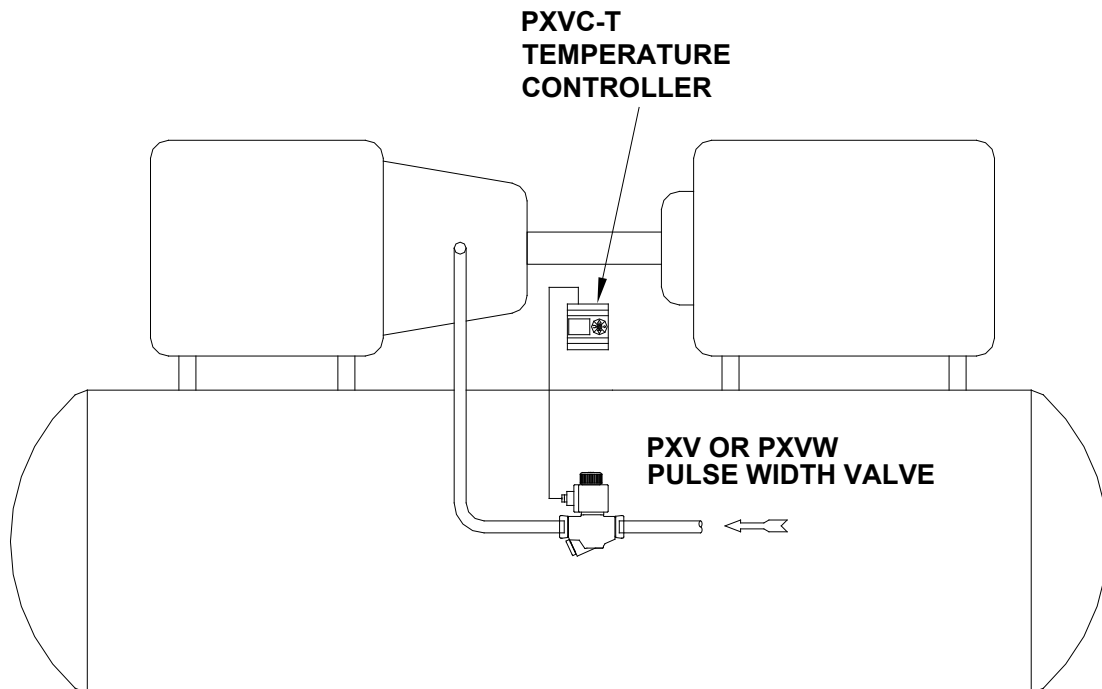 PXVC-T
TEMPERATURE
CONTROLLER
PXV OR PXVW
PULSE WIDTH VALVE